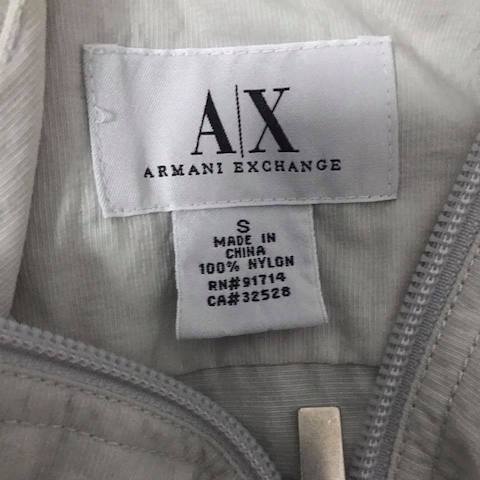 A|X
ARMANI EXCHANGE
S
MADE IN
CHINA
100% NYLON
RN#91714
CA#32528